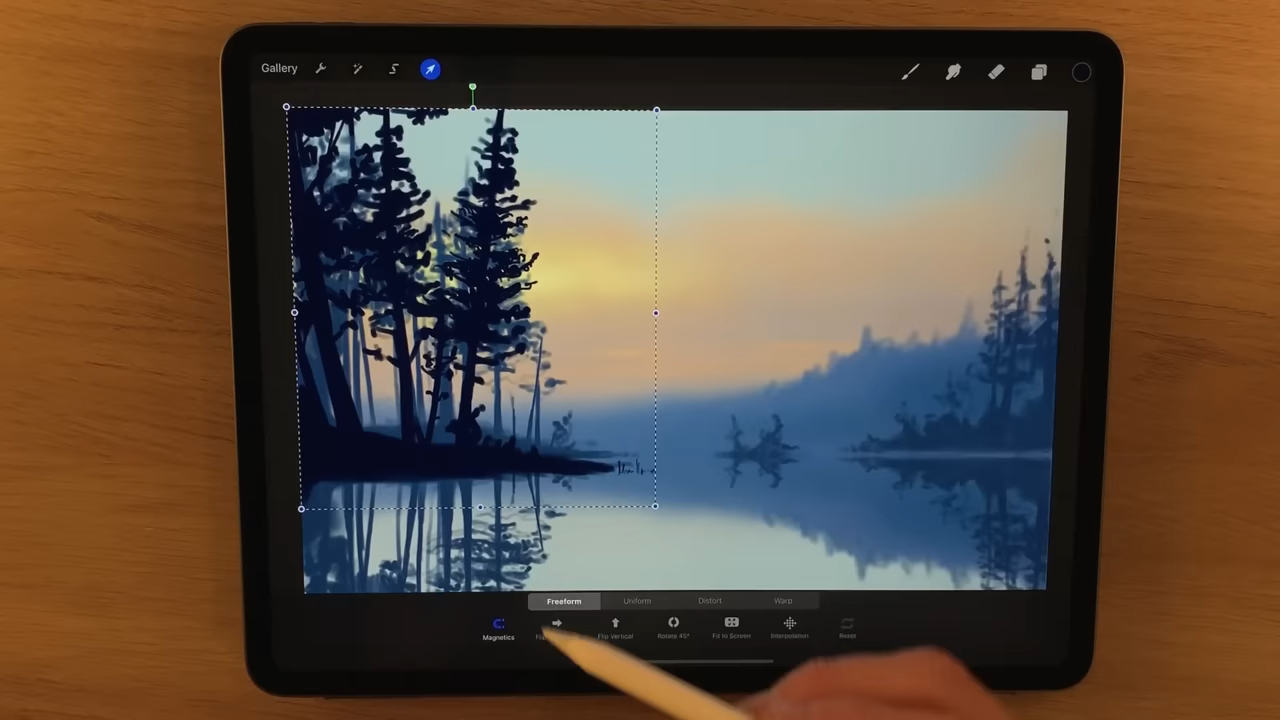 Gallery
Freeform Uniform Distort Warp
Magnetics Flip Vertical Rotate 45° Fit to Screen Interpolation Reset